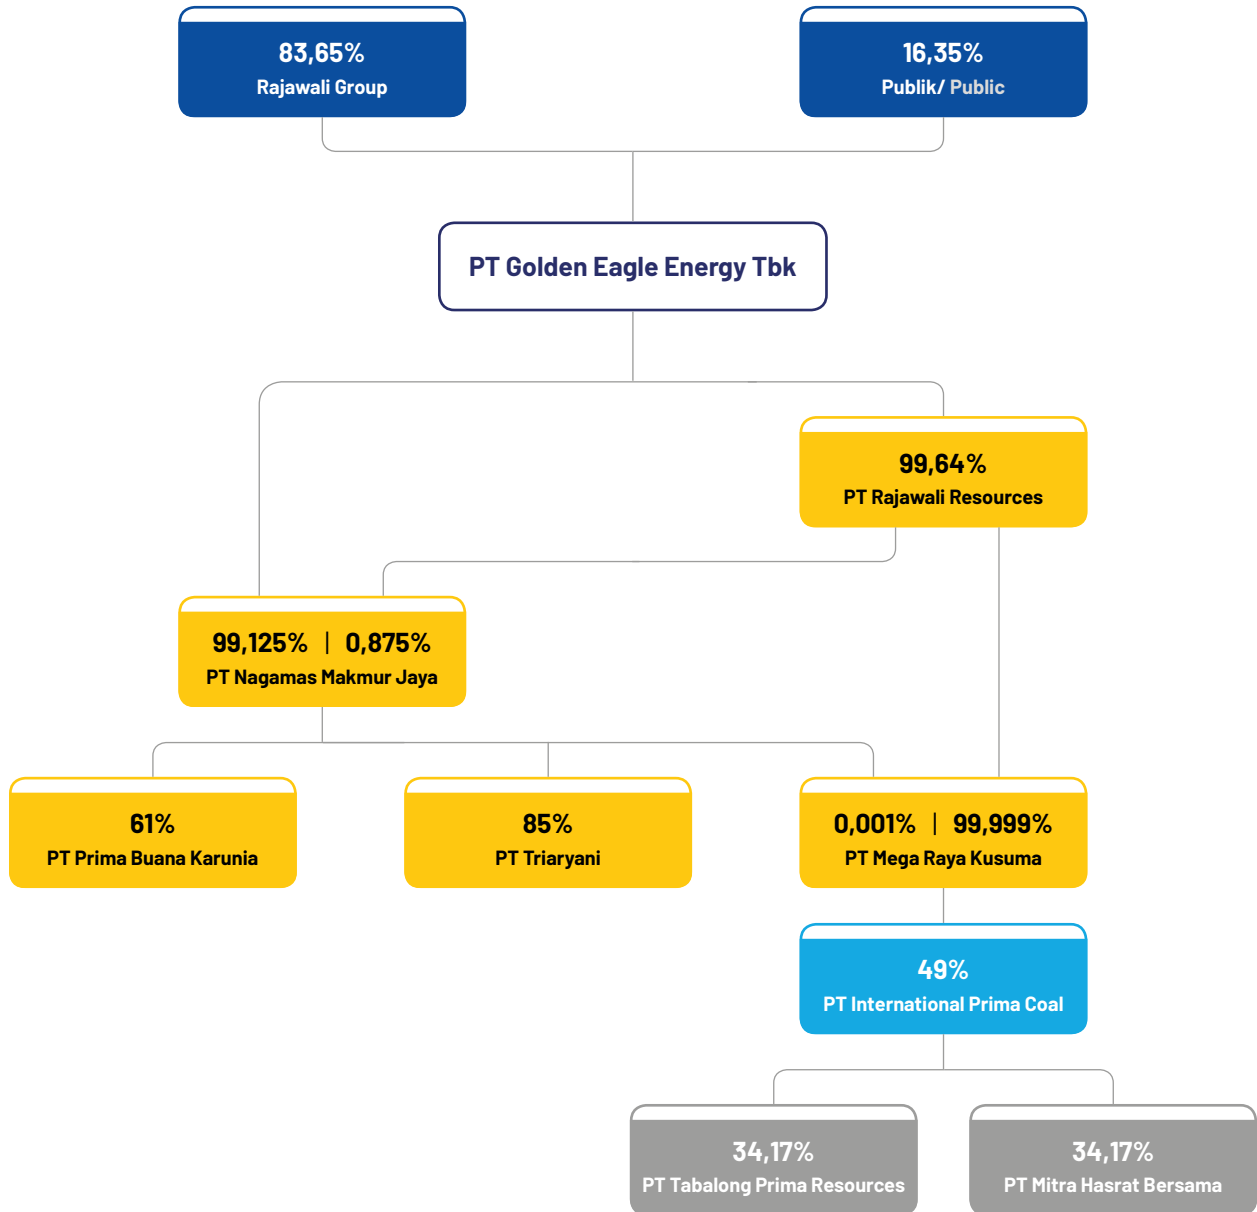 83,65%
Rajawali Group
16,35%
Publik/ Public
PT Golden Eagle Energy Tbk
99,64%
PT Rajawali Resources
99,125% | 0,875%
PT Nagamas Makmur Jaya
61%
PT Prima Buana Karunia
85%
PT Triaryani
0,001% | 99,999%
PT Mega Raya Kusuma
49%
PT International Prima Coal
34,17%
PT Tabalong Prima Resources
34,17%
PT Mitra Hasrat Bersama